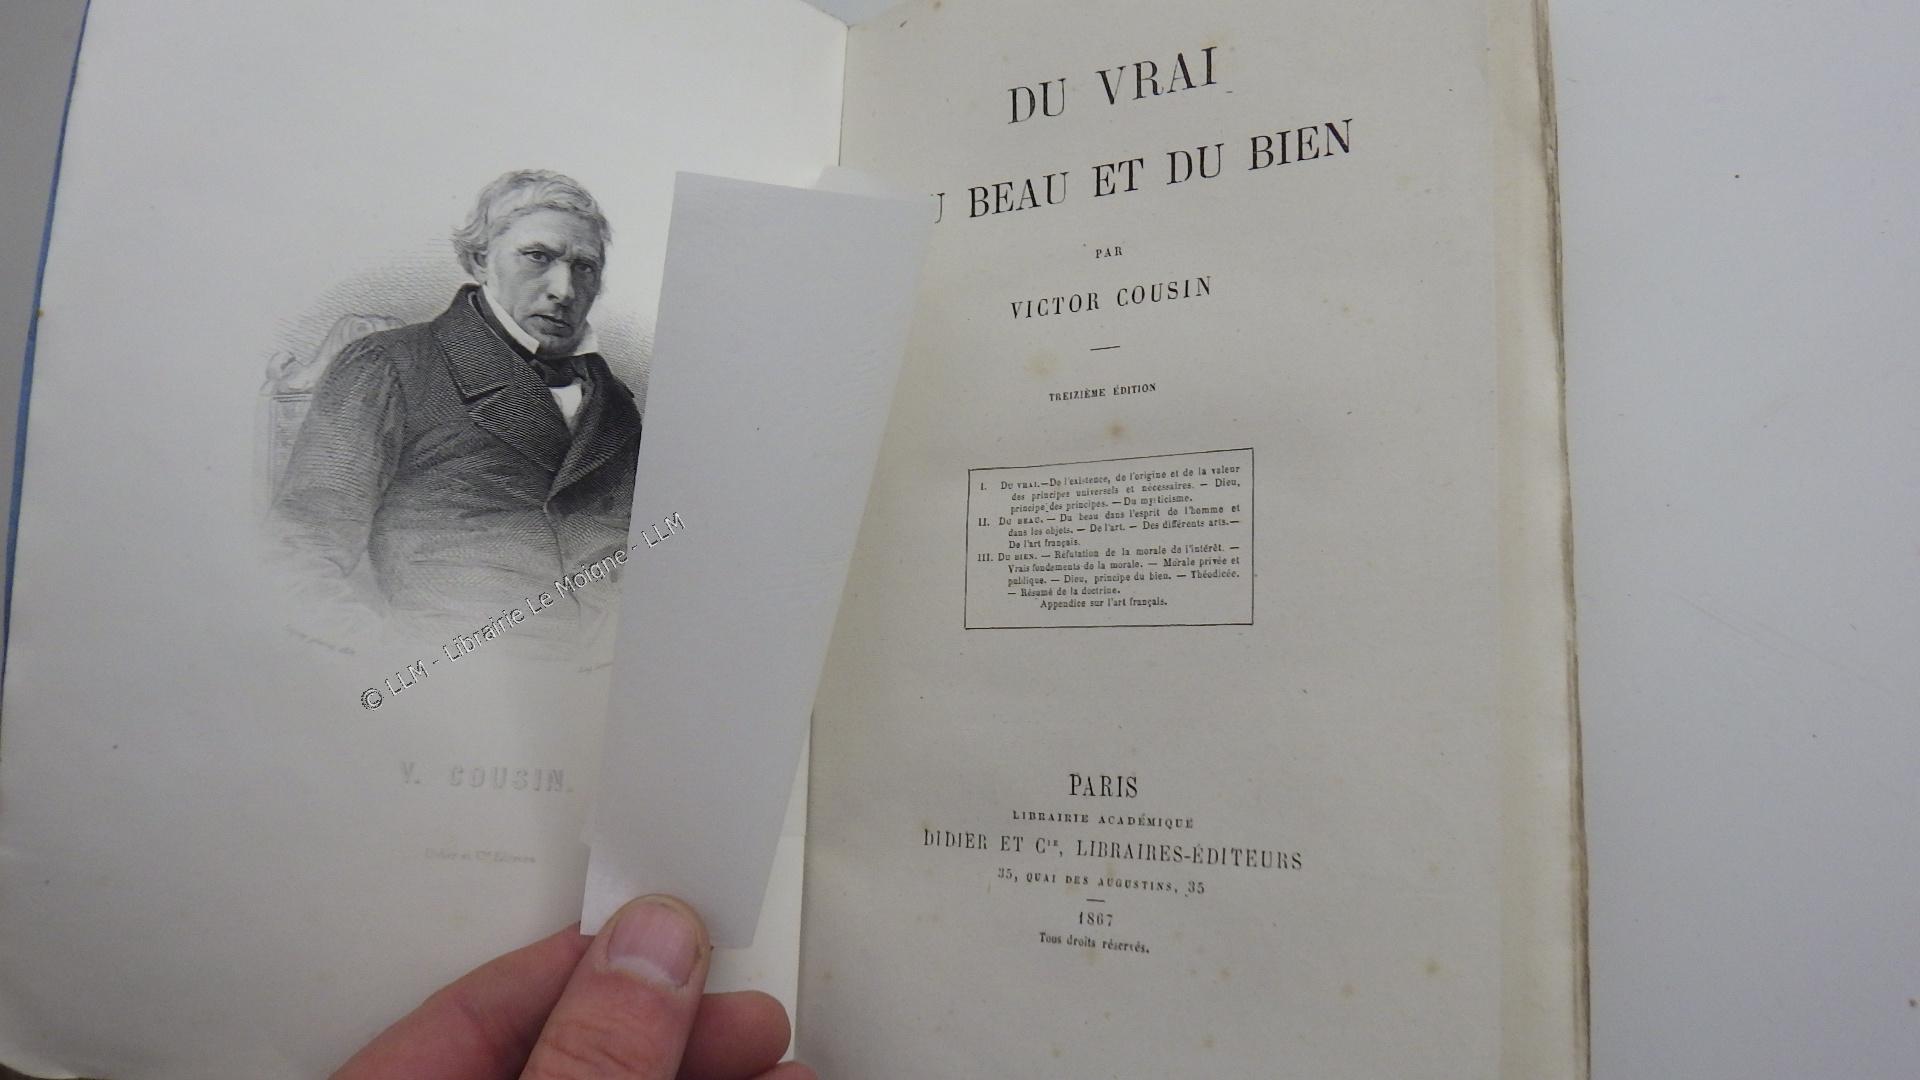 V. COUSIN.
Didier et Cie Éditeurs
© LLM - Librairie Le Moigne - LLM
DU VRAI
U BEAU ET DU BIEN
PAR
VICTOR COUSIN
TREIZIÈME ÉDITION
I. DU VRAI.—De l'existence, de l'origine et de la valeur
des principes universels et nécessaires. — Dieu,
principe des principes. — Du mysticisme.
II. DU BEAU. — Du beau dans l'esprit de l'homme et
dans les objets. — De l'art. — Des différents arts.—
De l'art français.
III. DU BIEN. — Réfutation de la morale de l'intérêt. —
Vrais fondements de la morale. — Morale privée et
publique. — Dieu, principe du bien. — Théodicée.
— Résumé de la doctrine.
Appendice sur l'art français.
PARIS
LIBRAIRIE ACADÉMIQUE
DIDIER ET CIE, LIBRAIRES-ÉDITEURS
35, QUAI DES AUGUSTINS, 35
1867
Tous droits réservés.